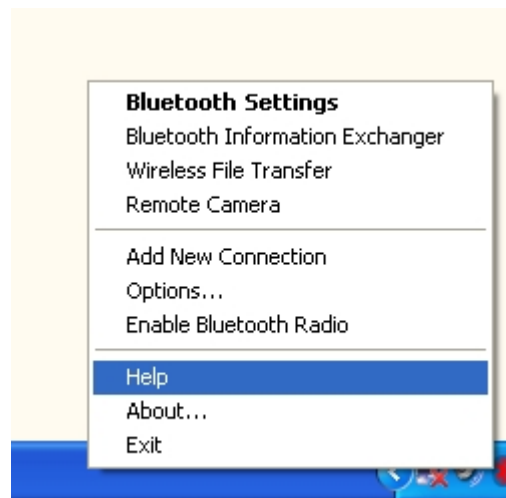 Bluetooth Settings
Bluetooth Information Exchanger
Wireless File Transfer
Remote Camera
Add New Connection
Options...
Enable Bluetooth Radio
Help
About...
Exit